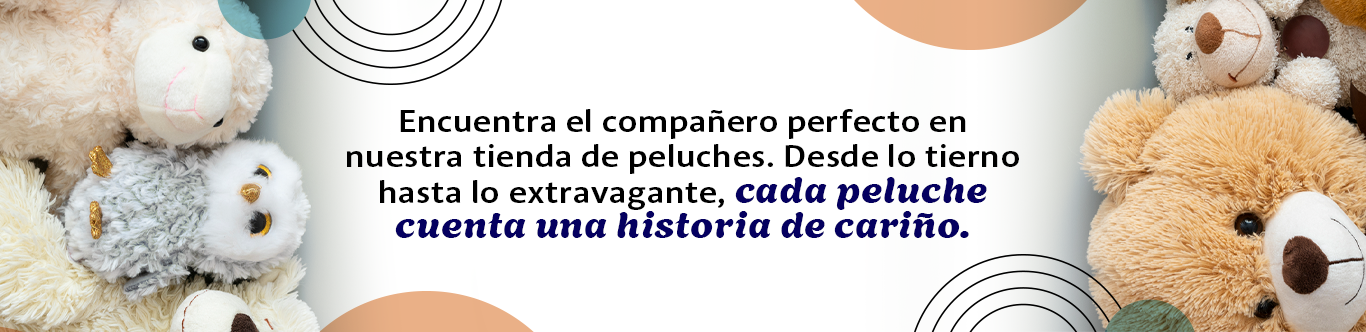 Encuentra el compañero perfecto en
nuestra tienda de peluches. Desde lo tierno
hasta lo extravagante, cada peluche
cuenta una historia de cariño.